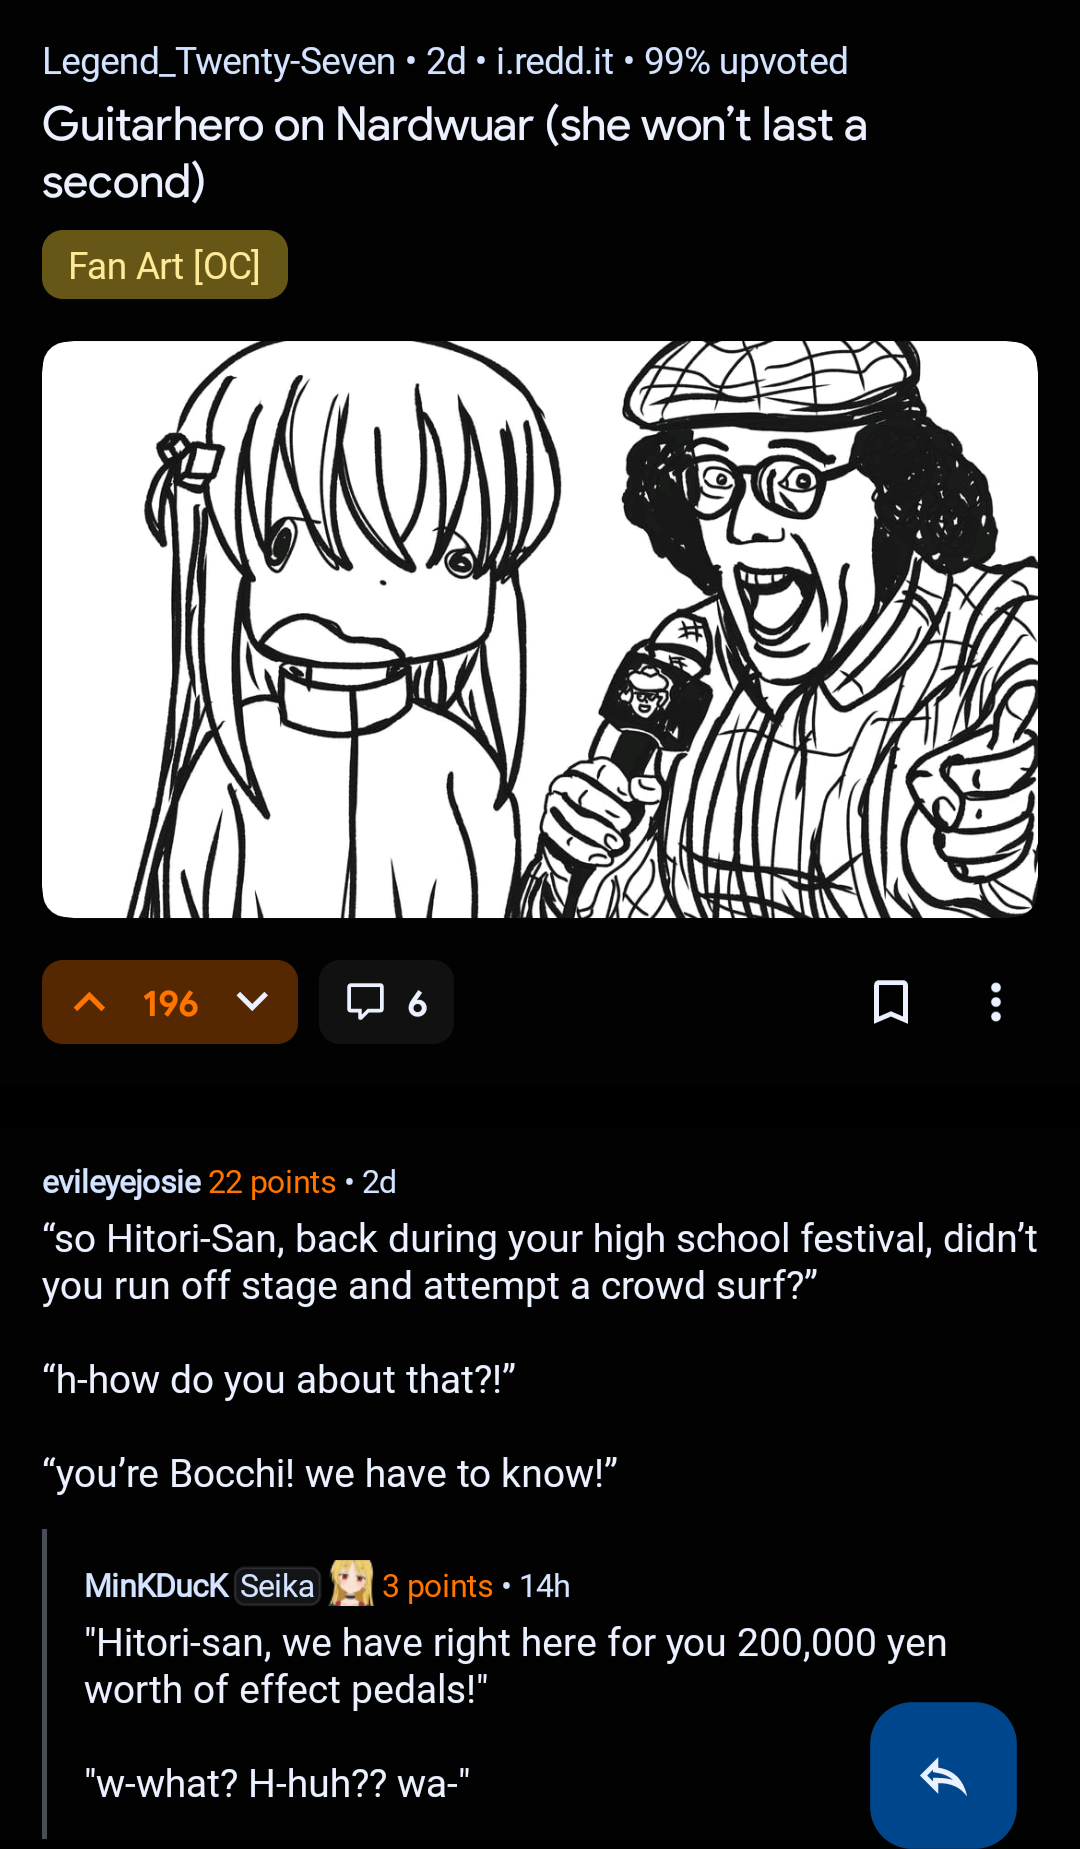 Legend_Twenty-Seven • 2d • i.redd.it • 99% upvoted
Guitarhero on Nardwuar (she won’t last a
second)
Fan Art [OC]
196
6
evileyejosie 22 points • 2d
“so Hitori-San, back during your high school festival, didn’t
you run off stage and attempt a crowd surf?”
“h-how do you about that?!”
“you’re Bocchi! we have to know!”
MinKDucK Seika 3 points • 14h
"Hitori-san, we have right here for you 200,000 yen
worth of effect pedals!"
"w-what? H-huh?? wa-"